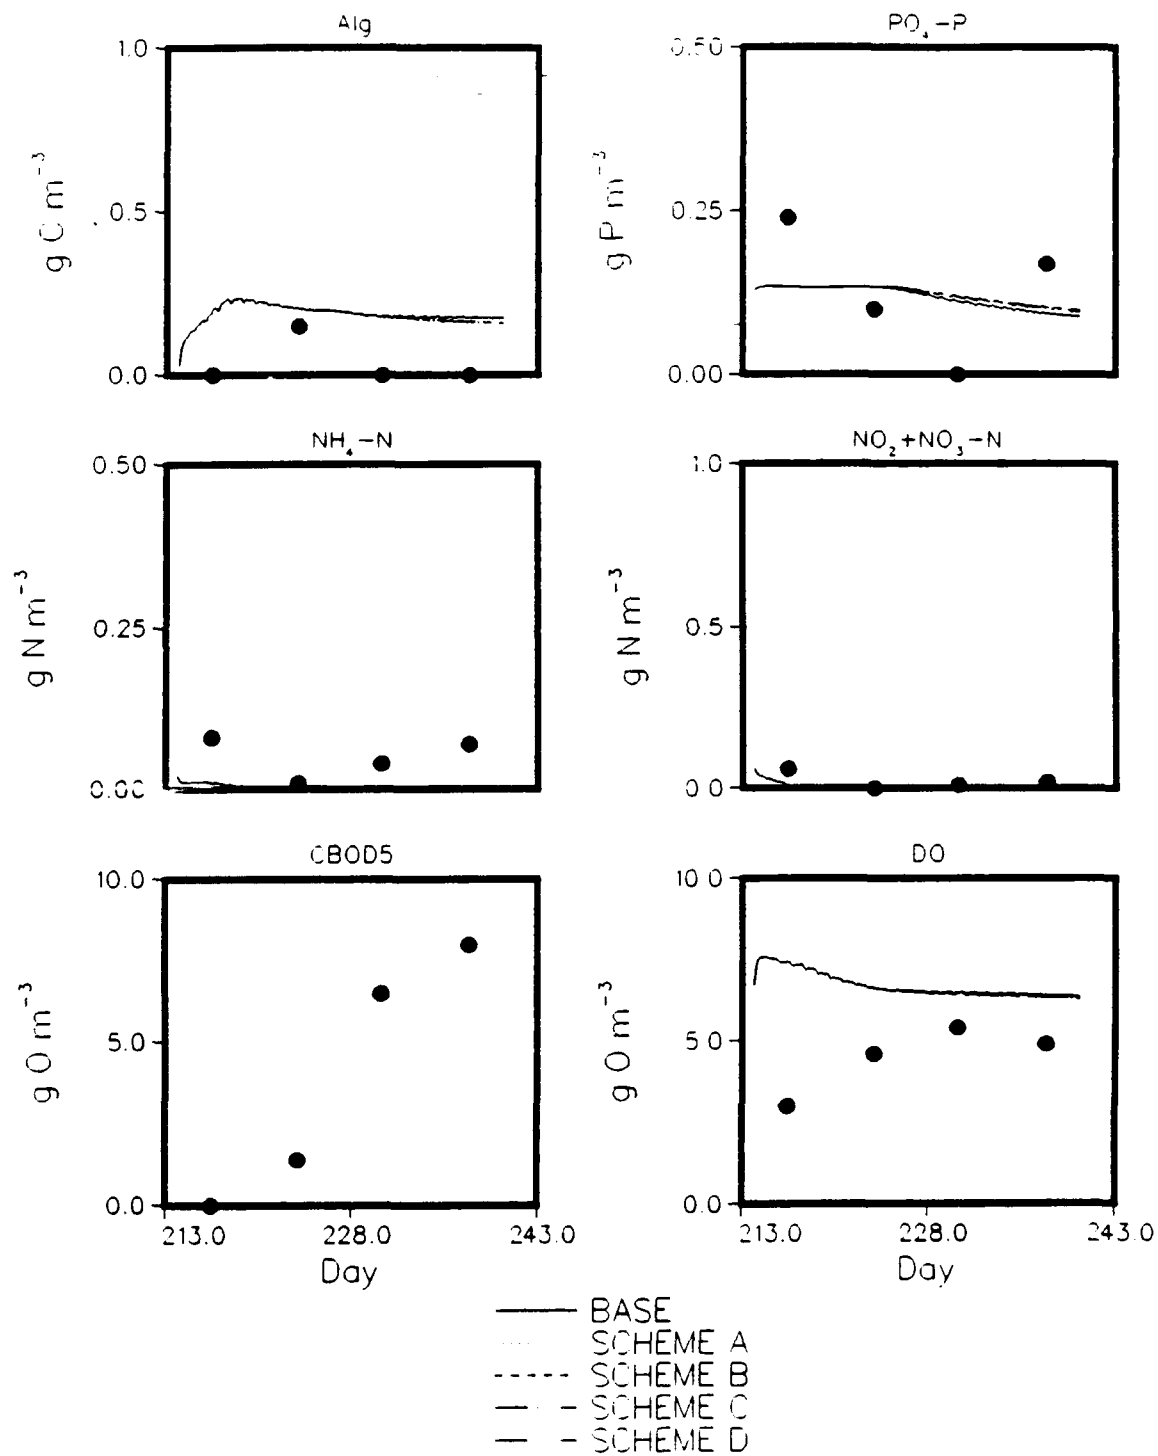 Alg
PO₄-P
1.0
0.5
0.0
g C m⁻³
0.50
0.25
0.00
g P m⁻³
NH₄-N
NO₂+NO₃-N
0.50
0.25
0.00
g N m⁻³
1.0
0.5
0.0
g N m⁻³
CBOD5
DO
10.0
5.0
0.0
g O m⁻³
10 0
5 0
0.0
g O m⁻³
213.0 228.0 243.0
Day
213.0 228.0 243.0
Day
BASE
SCHEME A
SCHEME B
SCHEME C
SCHEME D